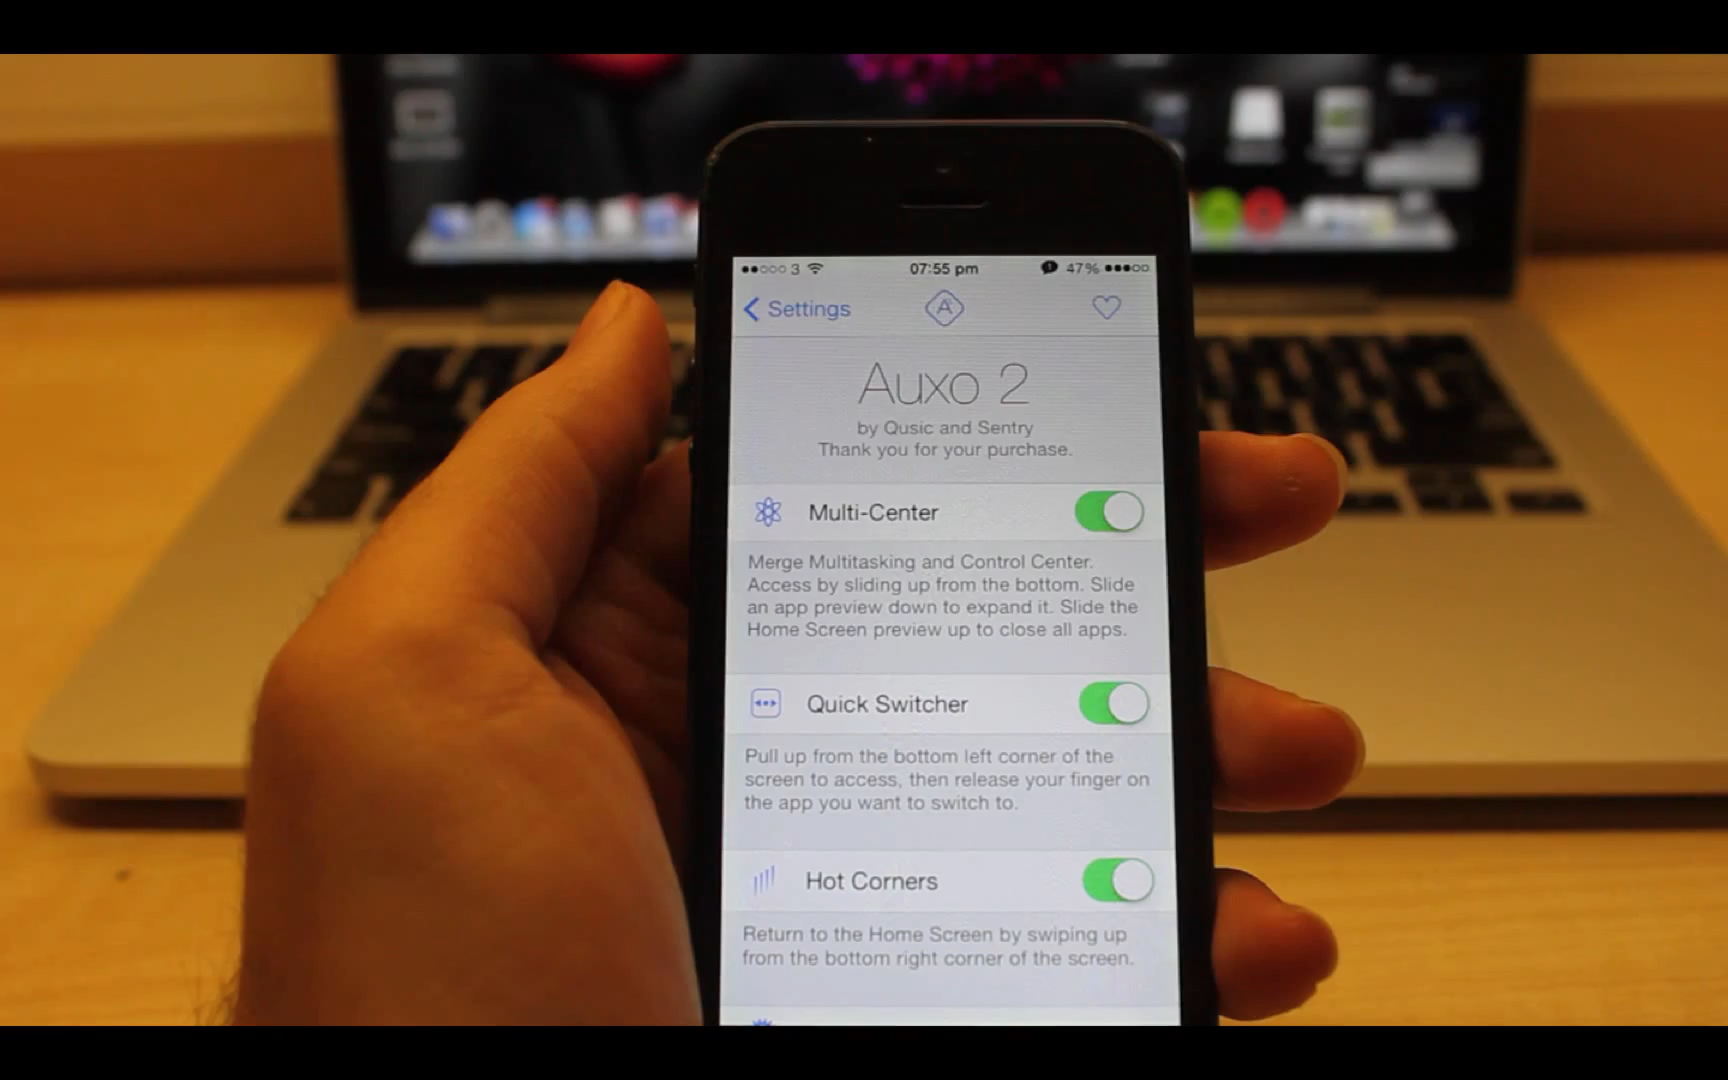 3 07:55 pm 47%
Settings
Auxo 2
by Qusic and Sentry
Thank you for your purchase.
Multi-Center
Merge Multitasking and Control Center.
Access by sliding up from the bottom. Slide
an app preview down to expand it. Slide the
Home Screen preview up to close all apps.
Quick Switcher
Pull up from the bottom left corner of the
screen to access, then release your finger on
the app you want to switch to.
Hot Corners
Return to the Home Screen by swiping up
from the bottom right corner of the screen.